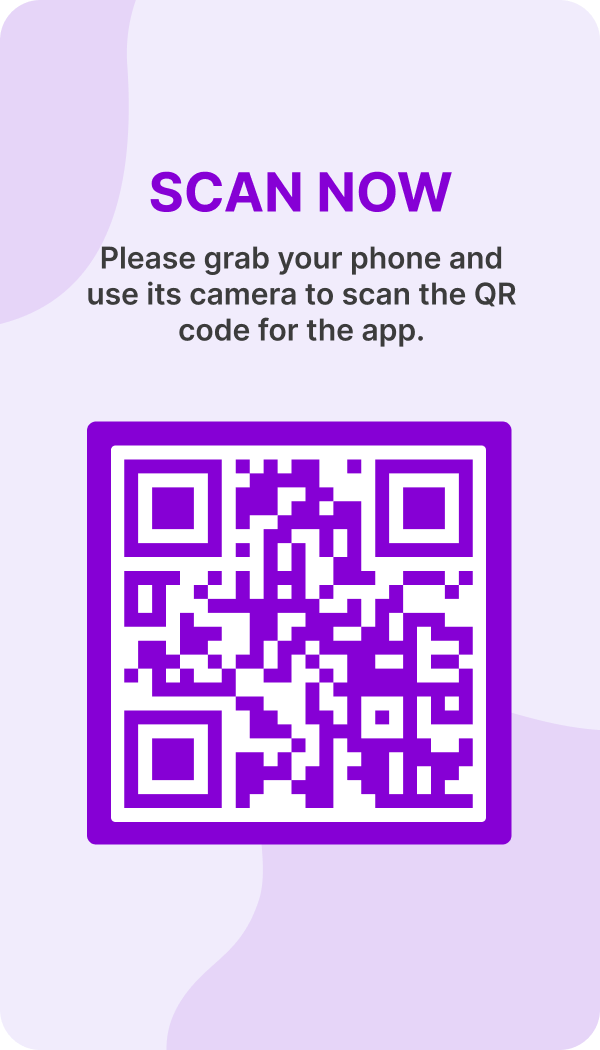 SCAN NOW
Please grab your phone and
use its camera to scan the QR
code for the app.